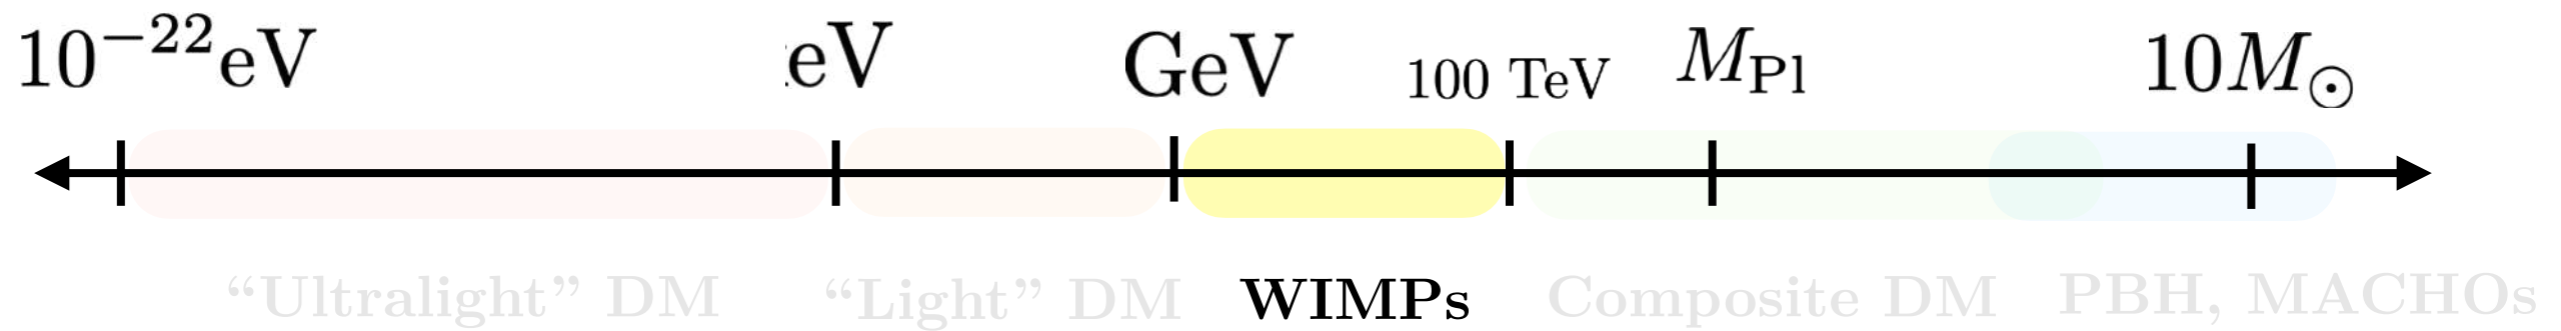 10⁻²²eV eV GeV 100 TeV M_Pl 10M_⊙
“Ultralight” DM “Light” DM WIMPs Composite DM PBH, MACHOs